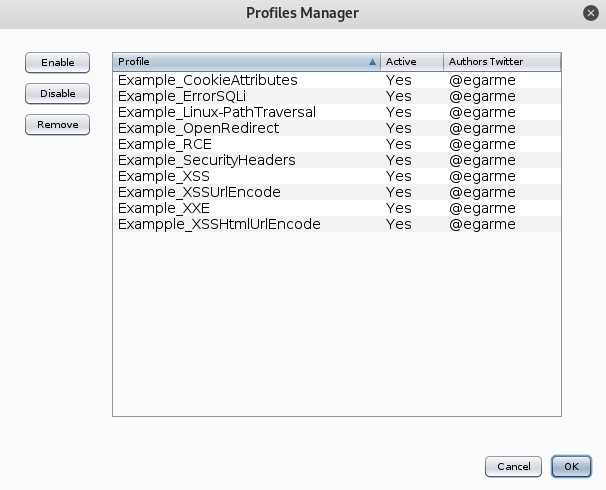 Profiles Manager
Enable
Disable
Remove
Profile Active Authors Twitter
Example_CookieAttributes Yes @egarme
Example_ErrorSQLi Yes @egarme
Example_Linux-PathTraversal Yes @egarme
Example_OpenRedirect Yes @egarme
Example_RCE Yes @egarme
Example_SecurityHeaders Yes @egarme
Example_XSS Yes @egarme
Example_XSSUrlEncode Yes @egarme
Example_XXE Yes @egarme
Exampple_XSSHtmlUrlEncode Yes @egarme
Cancel OK